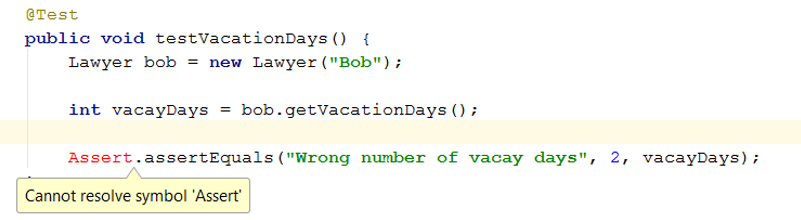 @Test
public void testVacationDays() {
Lawyer bob = new Lawyer("Bob");
int vacayDays = bob.getVacationDays();
Assert.assertEquals("Wrong number of vacay days", 2, vacayDays);
Cannot resolve symbol 'Assert'